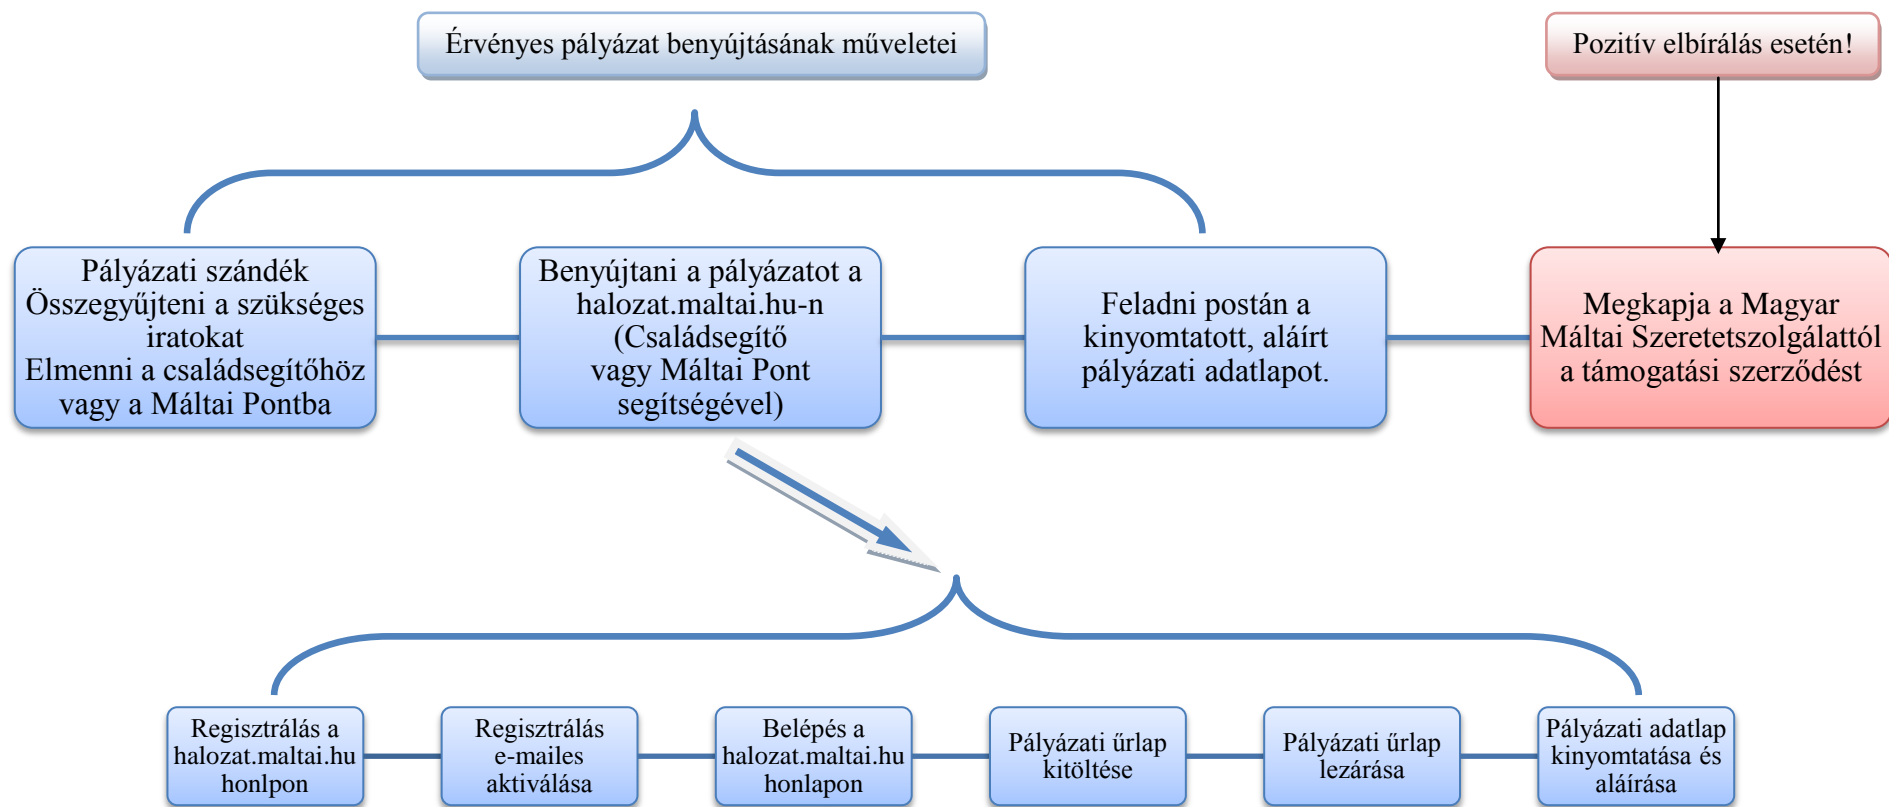 Érvényes pályázat benyújtásának műveletei
Pozitív elbírálás esetén!
Pályázati szándék
Összegyűjteni a szükséges
iratokat
Elmenni a családsegítőhöz
vagy a Máltai Pontba
Benyújtani a pályázatot a
halozat.maltai.hu-n
(Családsegítő
vagy Máltai Pont
segítségével)
Feladni postán a
kinyomtatott, aláírt
pályázati adatlapot.
Megkapja a Magyar
Máltai Szeretetszolgálattól
a támogatási szerződést
Regisztrálás a
halozat.maltai.hu
honlpon
Regisztrálás
e-mailes
aktiválása
Belépés a
halozat.maltai.hu
honlapon
Pályázati űrlap
kitöltése
Pályázati űrlap
lezárása
Pályázati adatlap
kinyomtatása és
aláírása